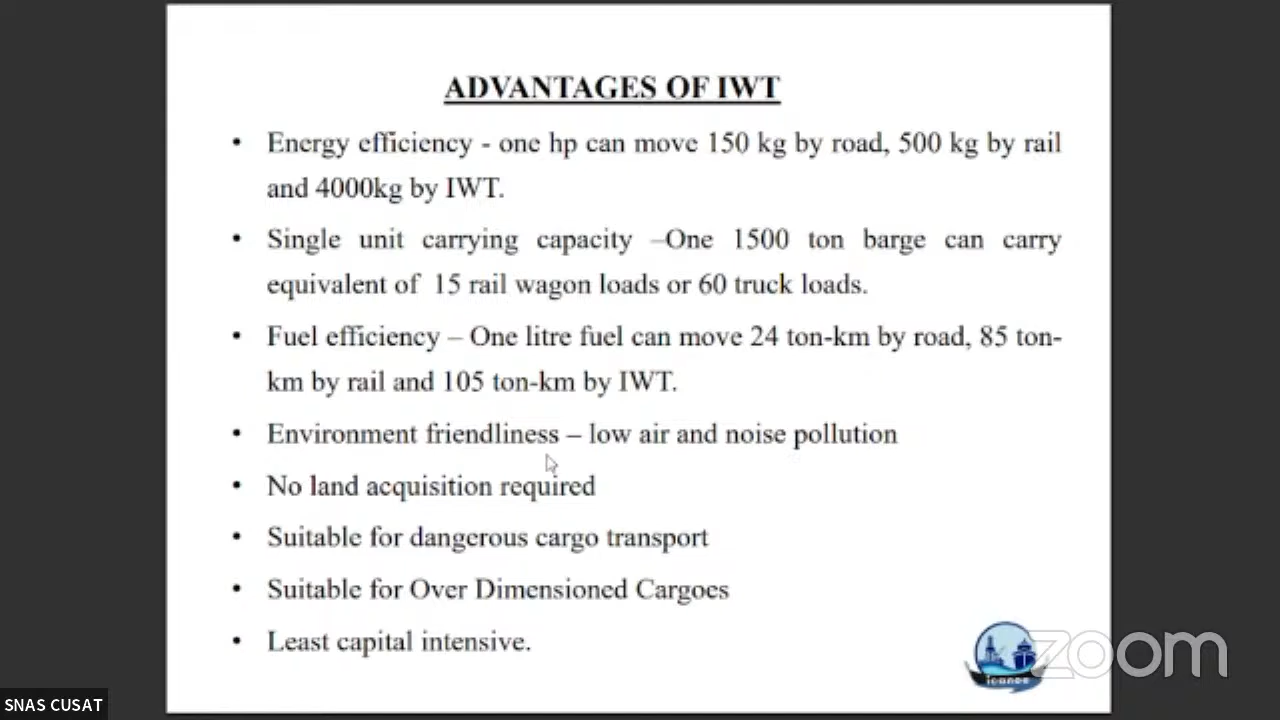 ADVANTAGES OF IWT
• Energy efficiency - one hp can move 150 kg by road, 500 kg by rail
and 4000kg by IWT.
• Single unit carrying capacity –One 1500 ton barge can carry
equivalent of 15 rail wagon loads or 60 truck loads.
• Fuel efficiency – One litre fuel can move 24 ton-km by road, 85 ton-
km by rail and 105 ton-km by IWT.
• Environment friendliness – low air and noise pollution
• No land acquisition required
• Suitable for dangerous cargo transport
• Suitable for Over Dimensioned Cargoes
• Least capital intensive.
zoom
SNAS CUSAT